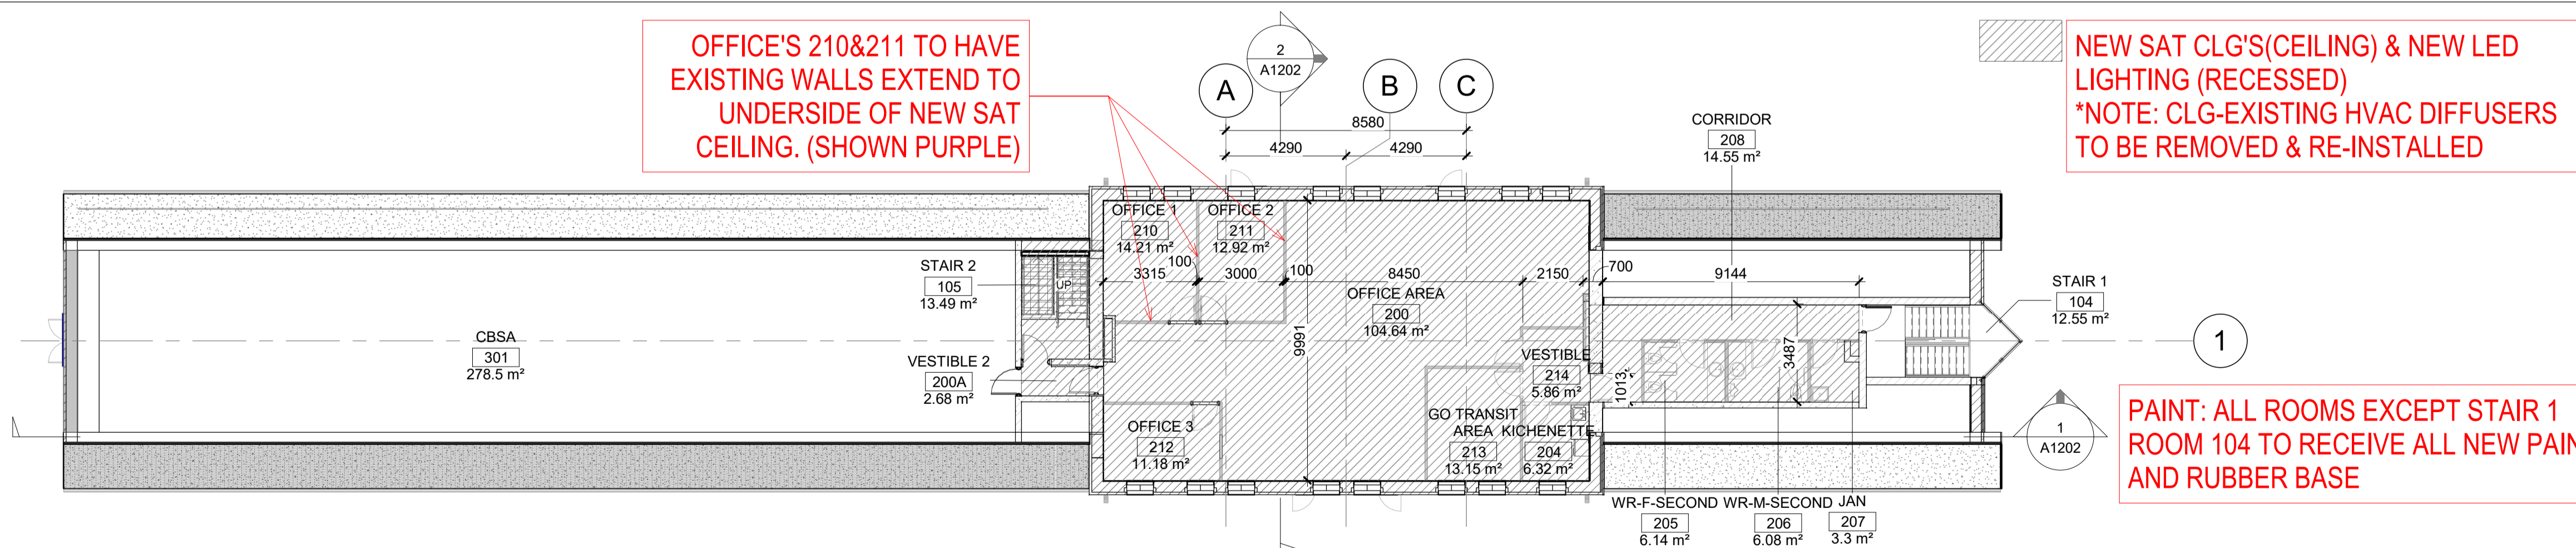 OFFICE'S 210&211 TO HAVE
EXISTING WALLS EXTEND TO
UNDERSIDE OF NEW SAT
CEILING. (SHOWN PURPLE)
2
A1202
A
B
C
8580
4290
4290
NEW SAT CLG'S(CEILING) & NEW LED
LIGHTING (RECESSED)
*NOTE: CLG-EXISTING HVAC DIFFUSERS
TO BE REMOVED & RE-INSTALLED
CORRIDOR
208
14.55 m²
OFFICE 1
210
14.21 m²
OFFICE 2
211
12.92 m²
100
3315
3000
100
8450
2150
700
9144
STAIR 2
105
13.49 m²
UP
OFFICE AREA
200
104.64 m²
9991
STAIR 1
104
12.55 m²
1
CBSA
301
278.5 m²
VESTIBLE 2
200A
2.68 m²
VESTIBLE
214
5.86 m²
1013
3487
OFFICE 3
212
11.18 m²
GO TRANSIT
AREA
213
13.15 m²
KICHENETTE
204
6.32 m²
1
A1202
PAINT: ALL ROOMS EXCEPT STAIR 1
ROOM 104 TO RECEIVE ALL NEW PAIN
AND RUBBER BASE
WR-F-SECOND
205
6.14 m²
WR-M-SECOND
206
6.08 m²
JAN
207
3.3 m²